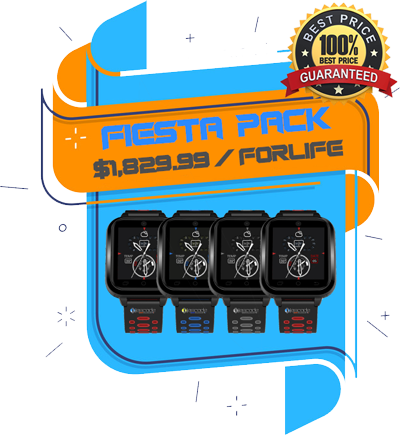 BEST PRICE
100%
BEST PRICE
GUARANTEED
FIESTA PACK
$1,829.99 / FORLIFE